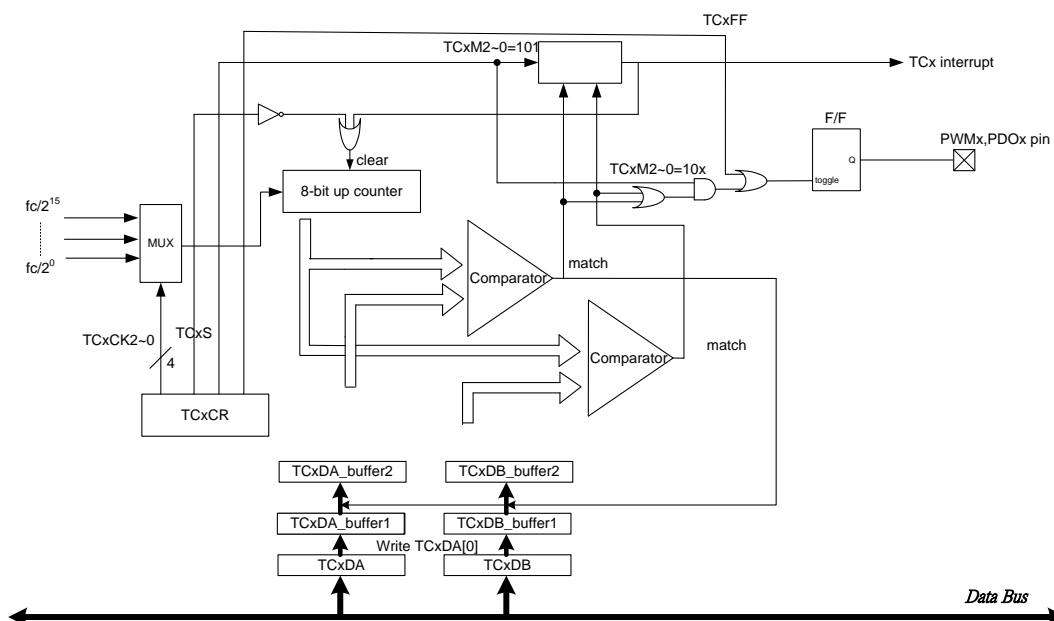 TCxFF
TCxM2~0=101
TCx interrupt
F/F
PWMx,PDOx pin
clear
TCxM2~0=10x
Q
toggle
8-bit up counter
fc/2¹⁵
MUX
fc/2⁰
match
Comparator
TCxCK2~0
TCxS
4
Comparator
match
TCxCR
TCxDA_buffer2
TCxDB_buffer2
TCxDA_buffer1
TCxDB_buffer1
Write TCxDA[0]
TCxDA
TCxDB
Data Bus